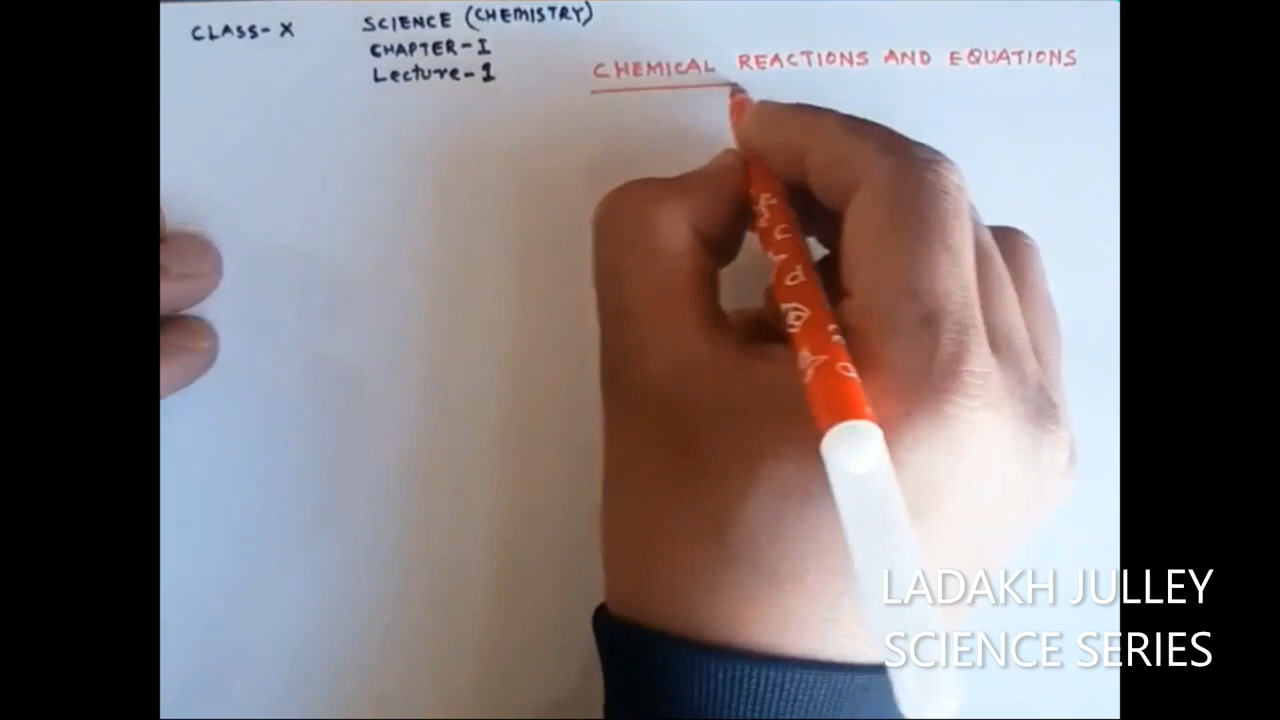 CLASS-X
SCIENCE (CHEMISTRY)
CHAPTER-I
Lecture-1
CHEMICAL REACTIONS AND EQUATIONS
LADAKH JULLEY
SCIENCE SERIES